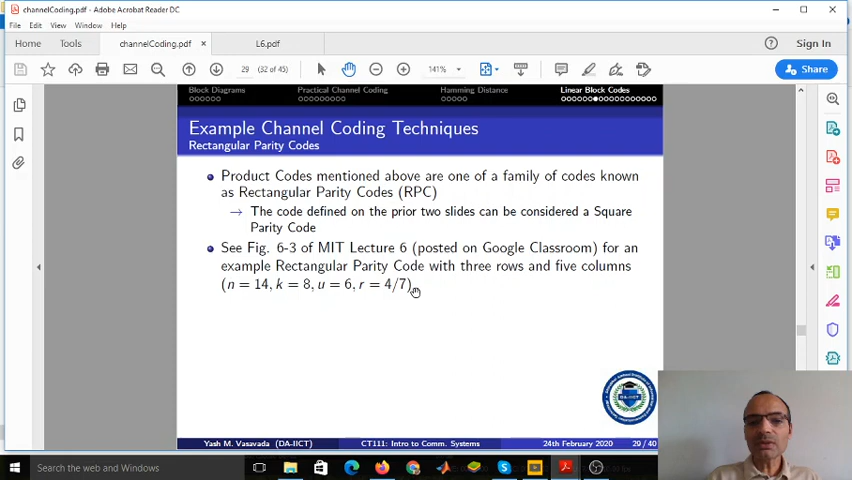 channelCoding.pdf - Adobe Acrobat Reader DC
File Edit View Window Help
Home Tools channelCoding.pdf × L6.pdf Sign In
29 (32 of 45) 141% Share
Block Diagrams Practical Channel Coding Hamming Distance Linear Block Codes
Example Channel Coding Techniques
Rectangular Parity Codes
Product Codes mentioned above are one of a family of codes known
as Rectangular Parity Codes (RPC)
→ The code defined on the prior two slides can be considered a Square
Parity Code
See Fig. 6-3 of MIT Lecture 6 (posted on Google Classroom) for an
example Rectangular Parity Code with three rows and five columns
(n = 14, k = 8, u = 6, r = 4/7)
DA-IICT
Yash M. Vasavada (DA-IICT) CT111: Intro to Comm. Systems 24th February 2020 29 / 40
Search the web and Windows